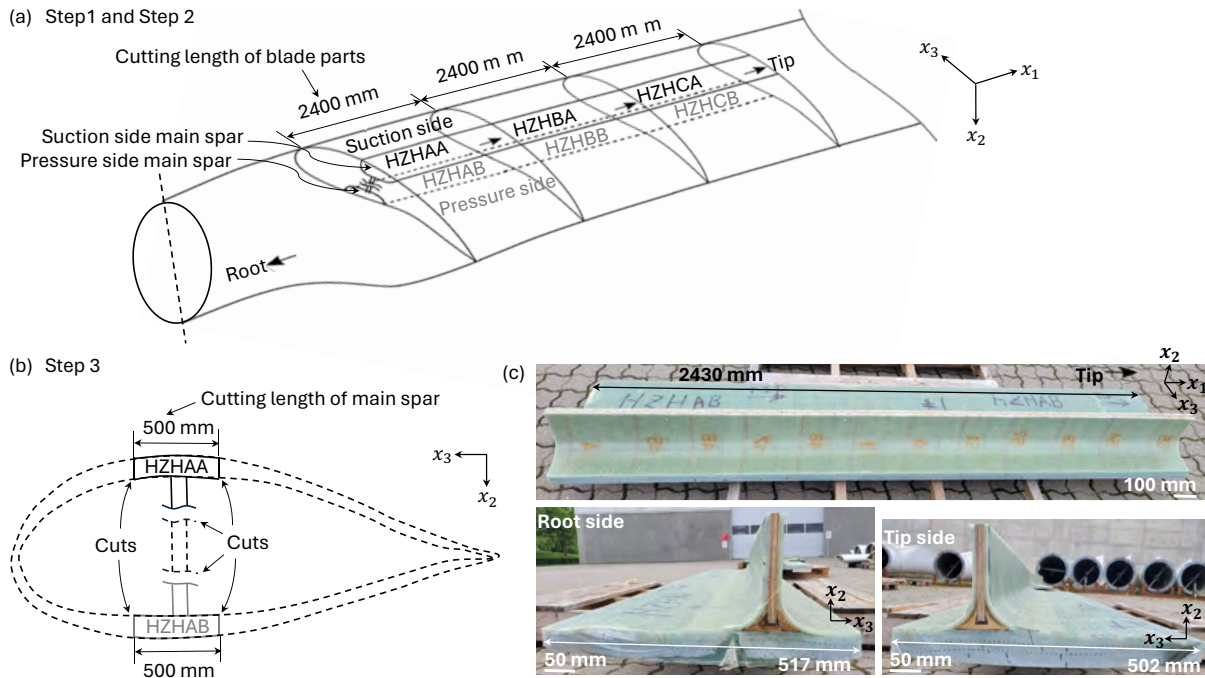 (a) Step1 and Step 2
Cutting length of blade parts
2400 mm
2400 m m
2400 m m
Tip
x₃
x₁
x₂
Suction side main spar
Pressure side main spar
Suction side
HZHAA
HZHBA
HZHCA
HZHAB
HZHBB
HZHCB
Pressure side
Root
(b) Step 3
Cutting length of main spar
500 mm
HZHAA
x₃
x₂
Cuts
Cuts
HZHAB
500 mm
(c)
2430 mm
Tip
x₂
x₁
x₃
HZHAB
HZHAB
100 mm
Root side
x₂
x₃
50 mm
517 mm
Tip side
x₂
x₃
50 mm
502 mm